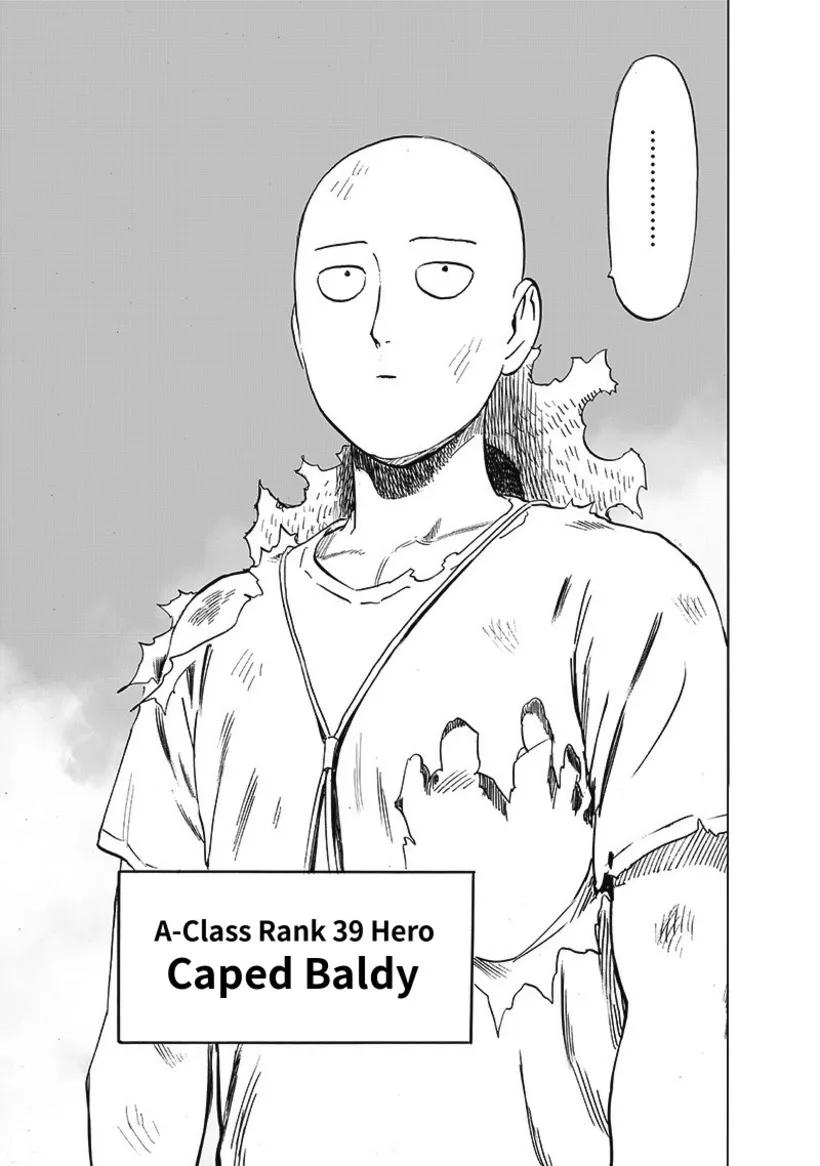 ..............
A-Class Rank 39 Hero
Caped Baldy